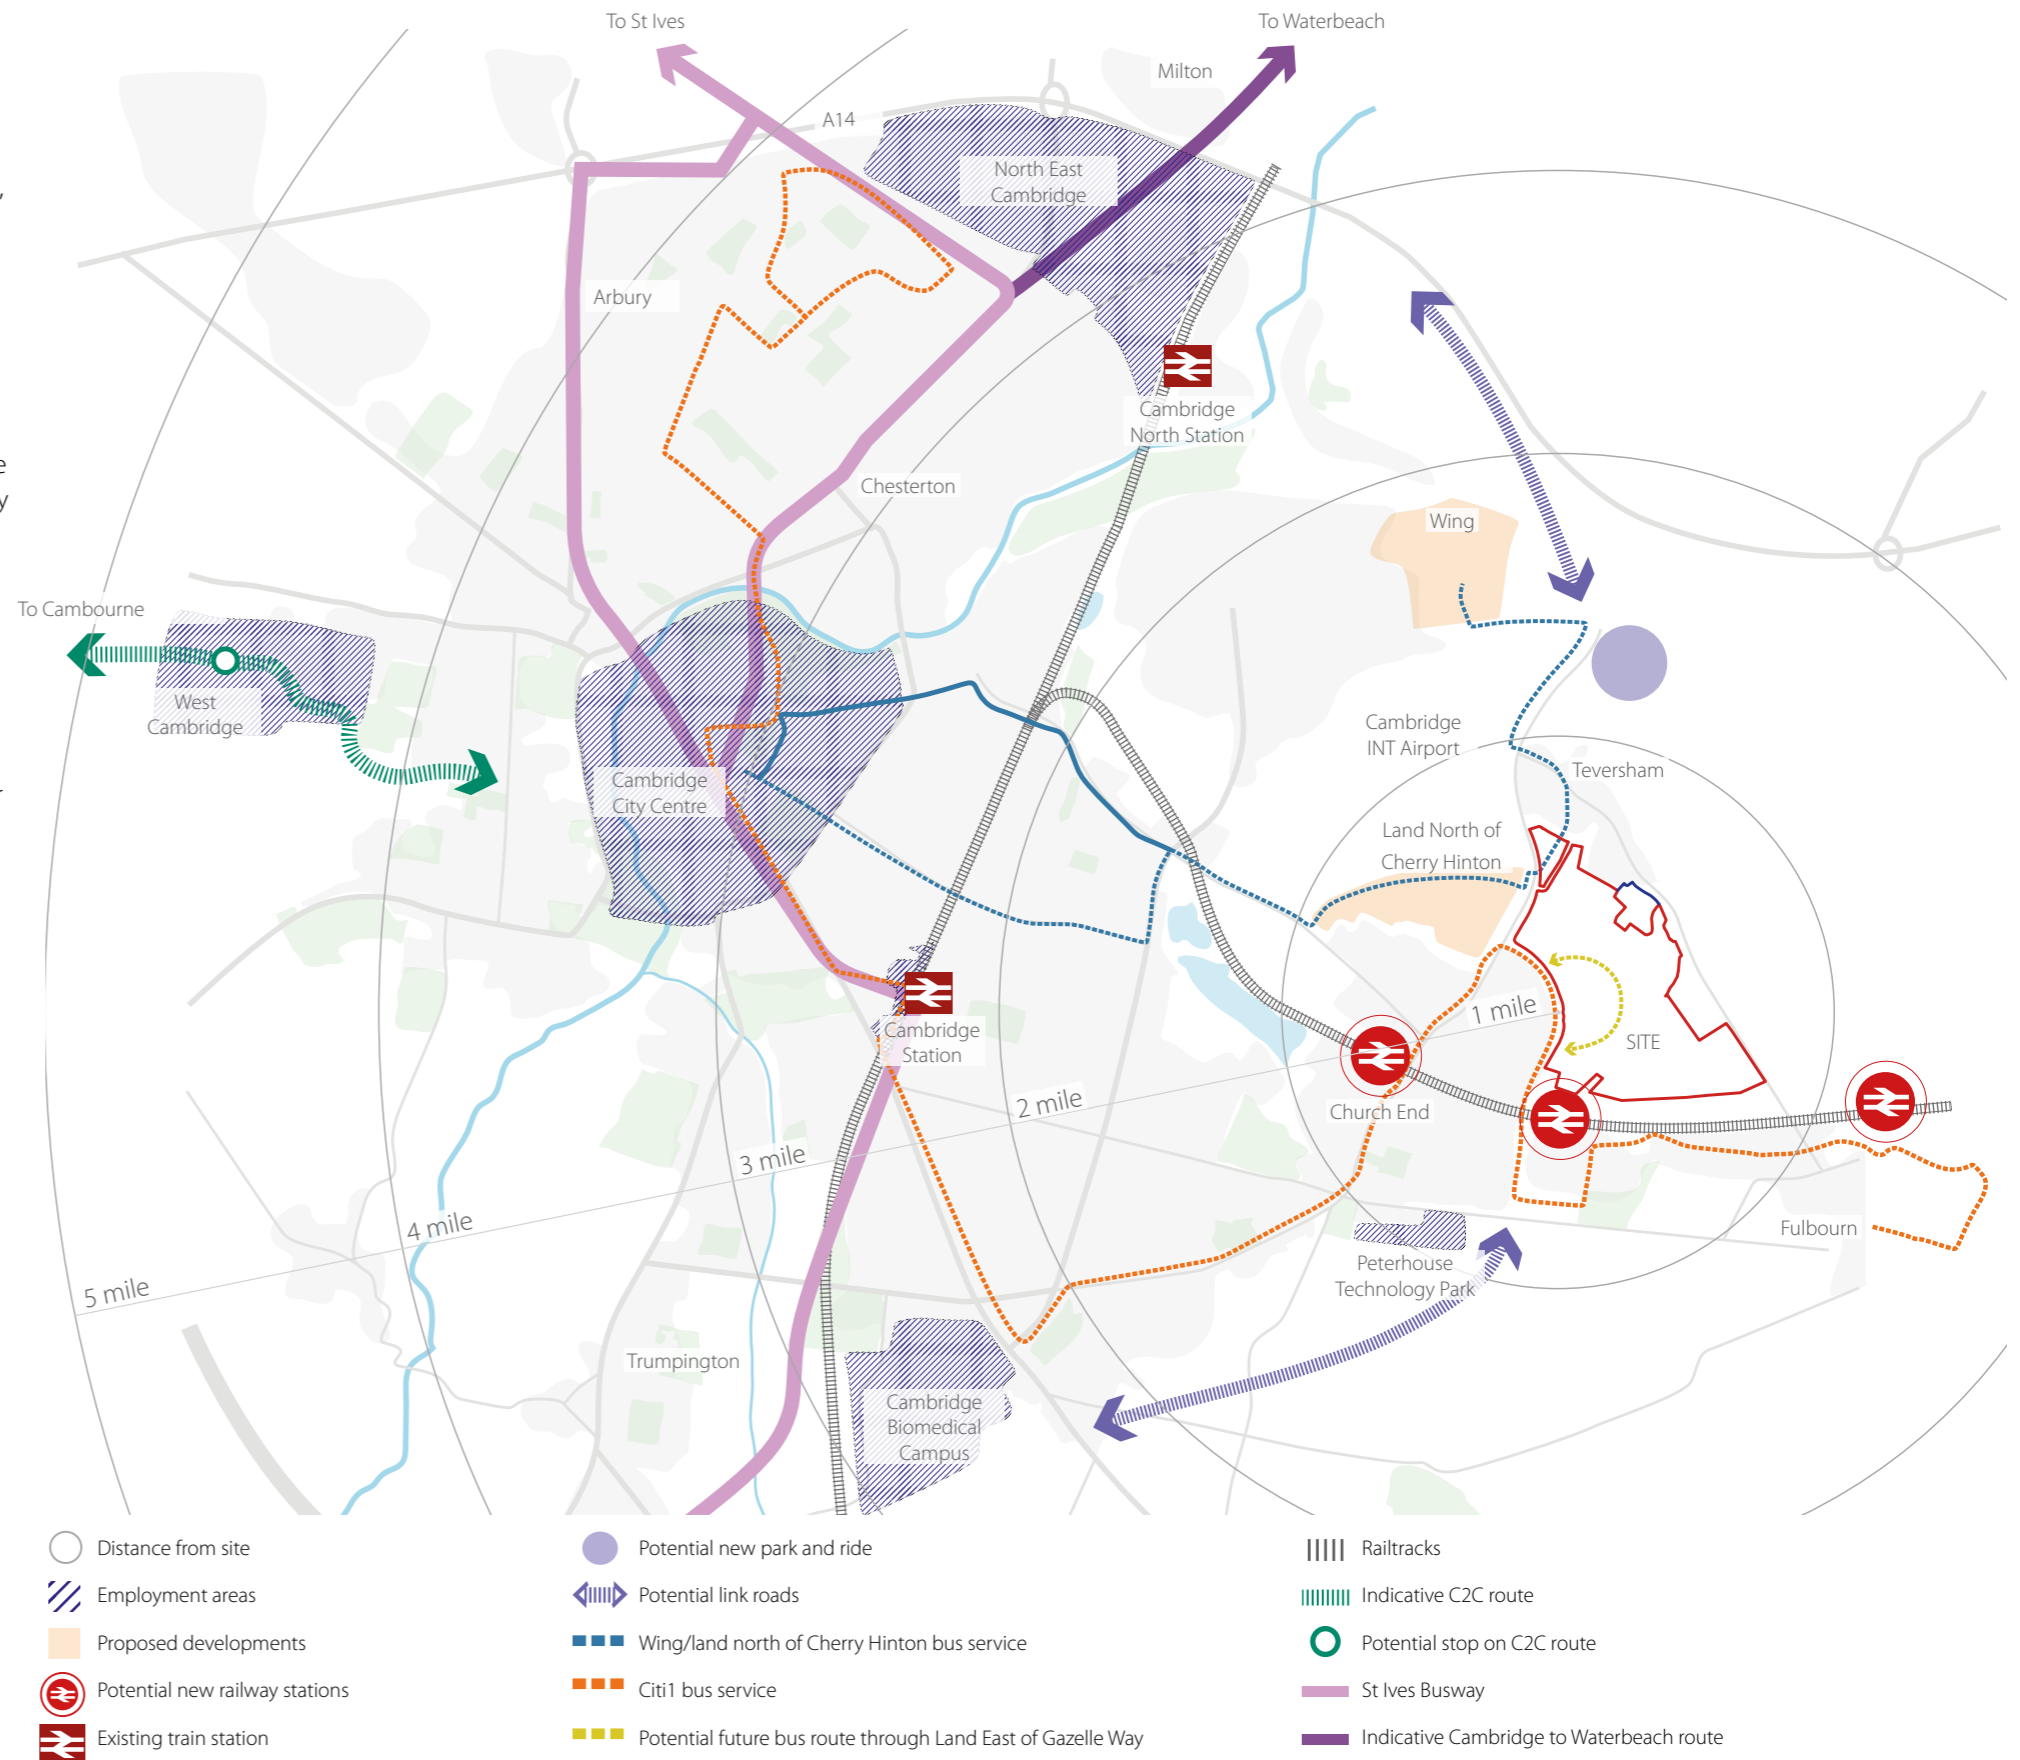 To St Ives
To Waterbeach
Milton
A14
North East
Cambridge
Arbury
Cambridge
North Station
Chesterton
Wing
To Cambourne
West
Cambridge
Cambridge
INT Airport
Teversham
Cambridge
City Centre
Land North of
Cherry Hinton
1 mile
SITE
Cambridge
Station
2 mile
Church End
3 mile
4 mile
Fulbourn
5 mile
Peterhouse
Technology Park
Trumpington
Cambridge
Biomedical
Campus
Distance from site
Employment areas
Proposed developments
Potential new railway stations
Existing train station
Potential new park and ride
Potential link roads
Wing/land north of Cherry Hinton bus service
Citi1 bus service
Potential future bus route through Land East of Gazelle Way
Railtracks
Indicative C2C route
Potential stop on C2C route
St Ives Busway
Indicative Cambridge to Waterbeach route